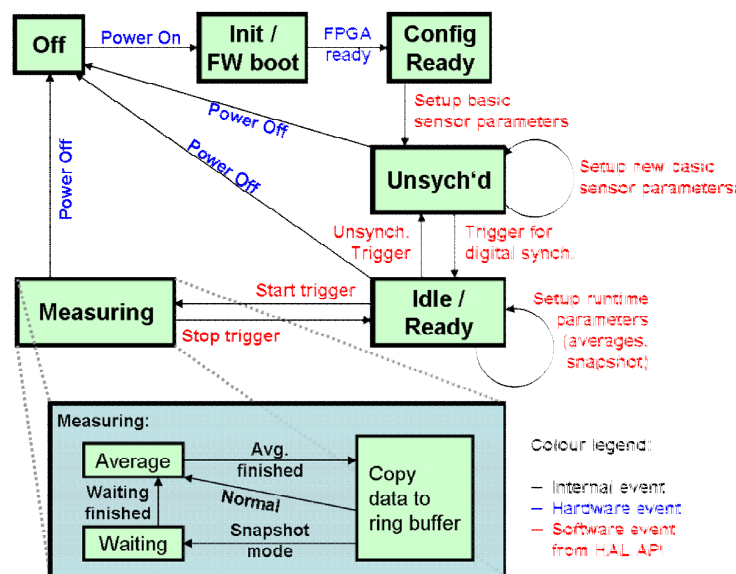 Off
Power On
Init /
FW boot
FPGA
ready
Config
Ready
Setup basic
sensor parameters
Power Off
Power Off
Power Off
Unsych'd
Setup new basic
sensor parameters:
Unsynch.
Trigger
Trigger for
digital synch.
Measuring
Start trigger
Stop trigger
Idle /
Ready
Setup runtime
parameters
(averages,
snapshot)
Measuring:
Average
Avg.
finished
Copy
data to
ring buffer
Waiting
finished
Normal
Waiting
Snapshot
mode
Colour legend:
– Internal event
– Hardware event
– Software event
from HAL API